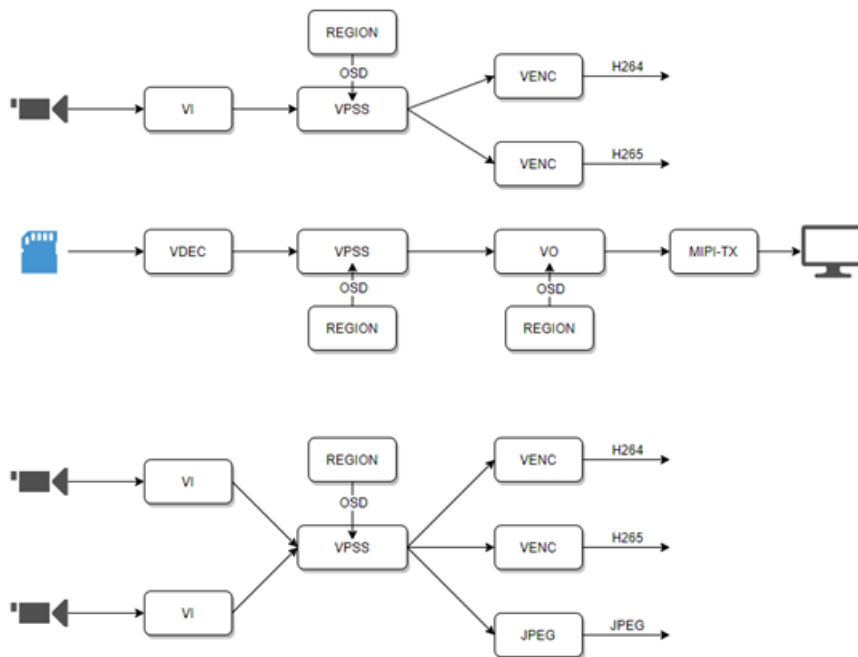 REGION
OSD
VI
VPSS
VENC
H264
VENC
H265
VDEC
VPSS
VO
MIPI-TX
OSD
OSD
REGION
REGION
REGION
OSD
VI
VI
VPSS
VENC
H264
VENC
H265
JPEG
JPEG